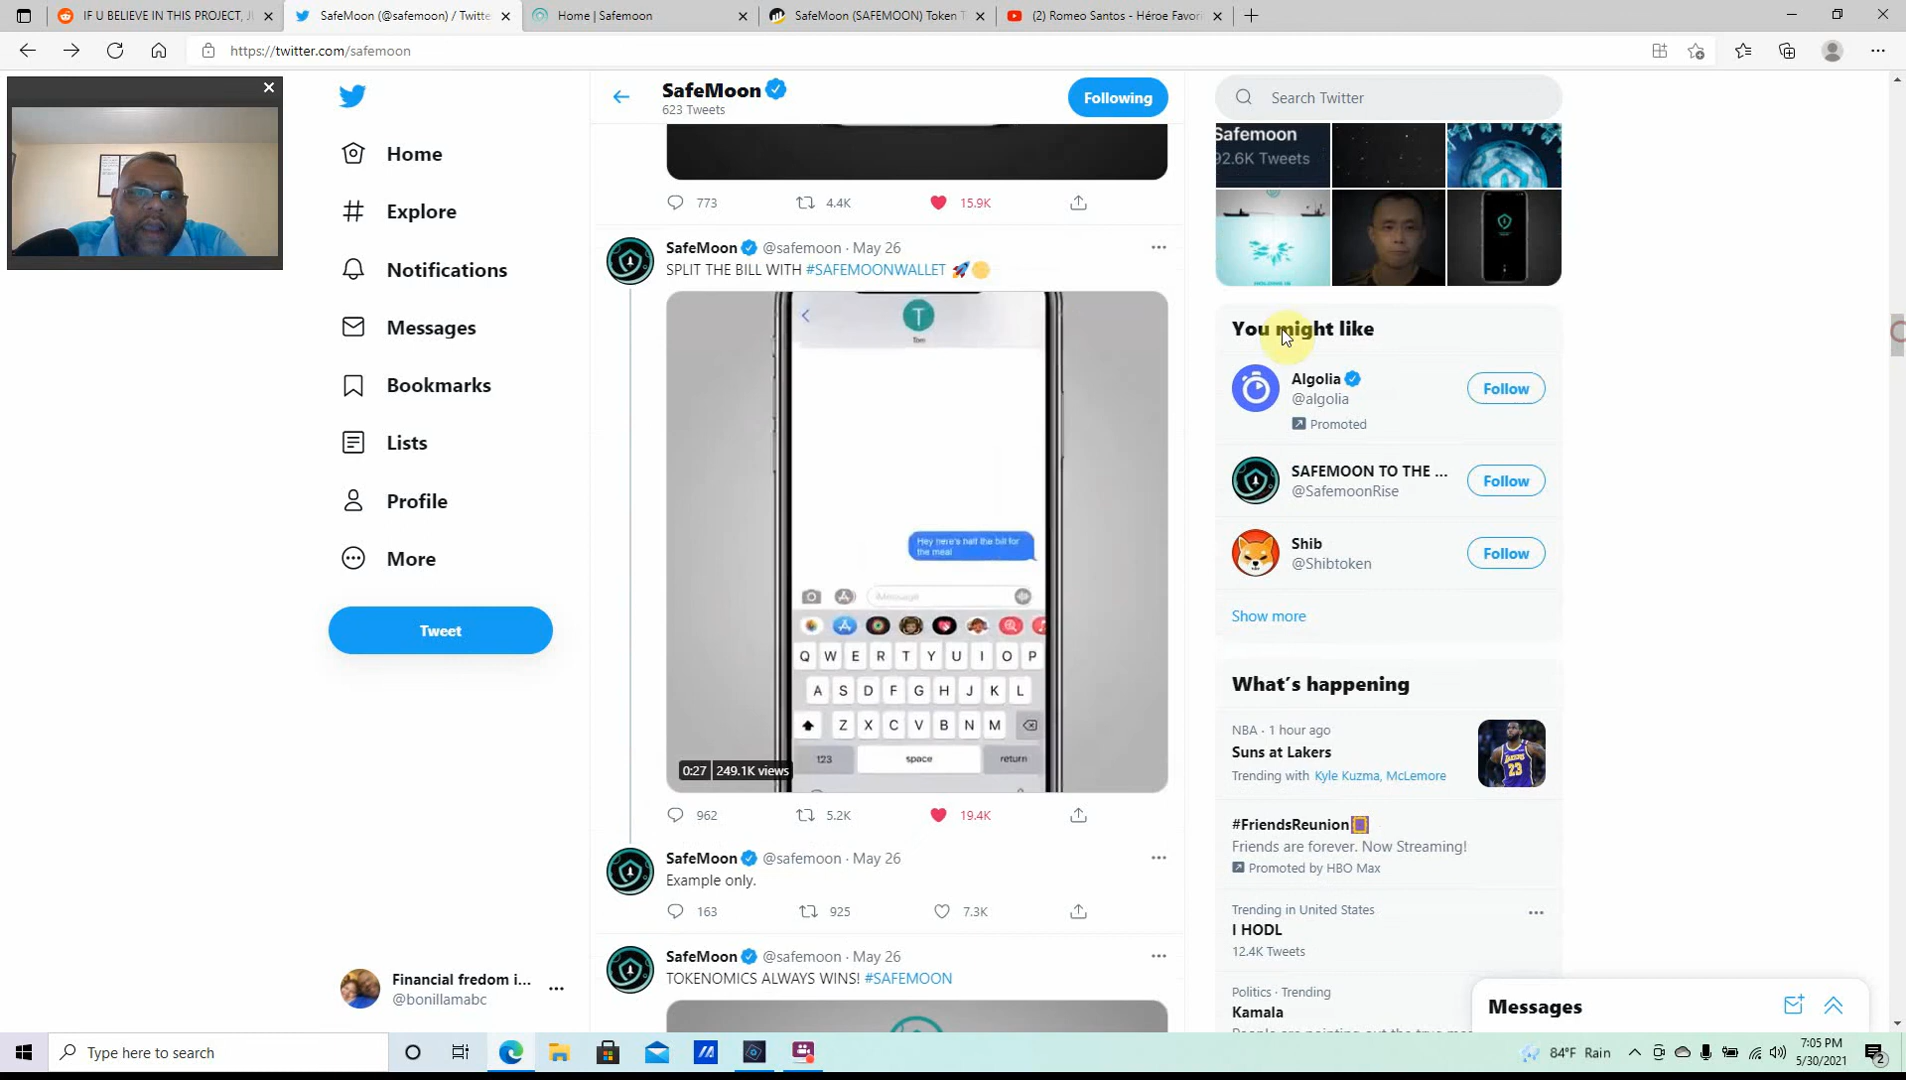 IF U BELIEVE IN THIS PROJECT, JU
SafeMoon (@safemoon) / Twitte
Home | Safemoon
SafeMoon (SAFEMOON) Token T
(2) Romeo Santos - Héroe Favori
https://twitter.com/safemoon
Home
Explore
Notifications
Messages
Bookmarks
Lists
Profile
More
Tweet
Financial fredom i...
@bonillamabc
SafeMoon
623 Tweets
Following
773
4.4K
15.9K
SafeMoon @safemoon · May 26
SPLIT THE BILL WITH #SAFEMOONWALLET
T
Tom
Hey here's half the bill for
the meal
iMessage
Q W E R T Y U I O P
A S D F G H J K L
Z X C V B N M
123 space return
0:27 249.1K views
962
5.2K
19.4K
SafeMoon @safemoon · May 26
Example only.
163
925
7.3K
SafeMoon @safemoon · May 26
TOKENOMICS ALWAYS WINS! #SAFEMOON
Search Twitter
Safemoon
92.6K Tweets
You might like
Algolia
@algolia
Promoted
Follow
SAFEMOON TO THE ...
@SafemoonRise
Follow
Shib
@Shibtoken
Follow
Show more
What's happening
NBA · 1 hour ago
Suns at Lakers
Trending with Kyle Kuzma, McLemore
#FriendsReunion
Friends are forever. Now Streaming!
Promoted by HBO Max
Trending in United States
I HODL
12.4K Tweets
Politics · Trending
Kamala
Messages
Type here to search
84°F Rain
7:05 PM
5/30/2021
2